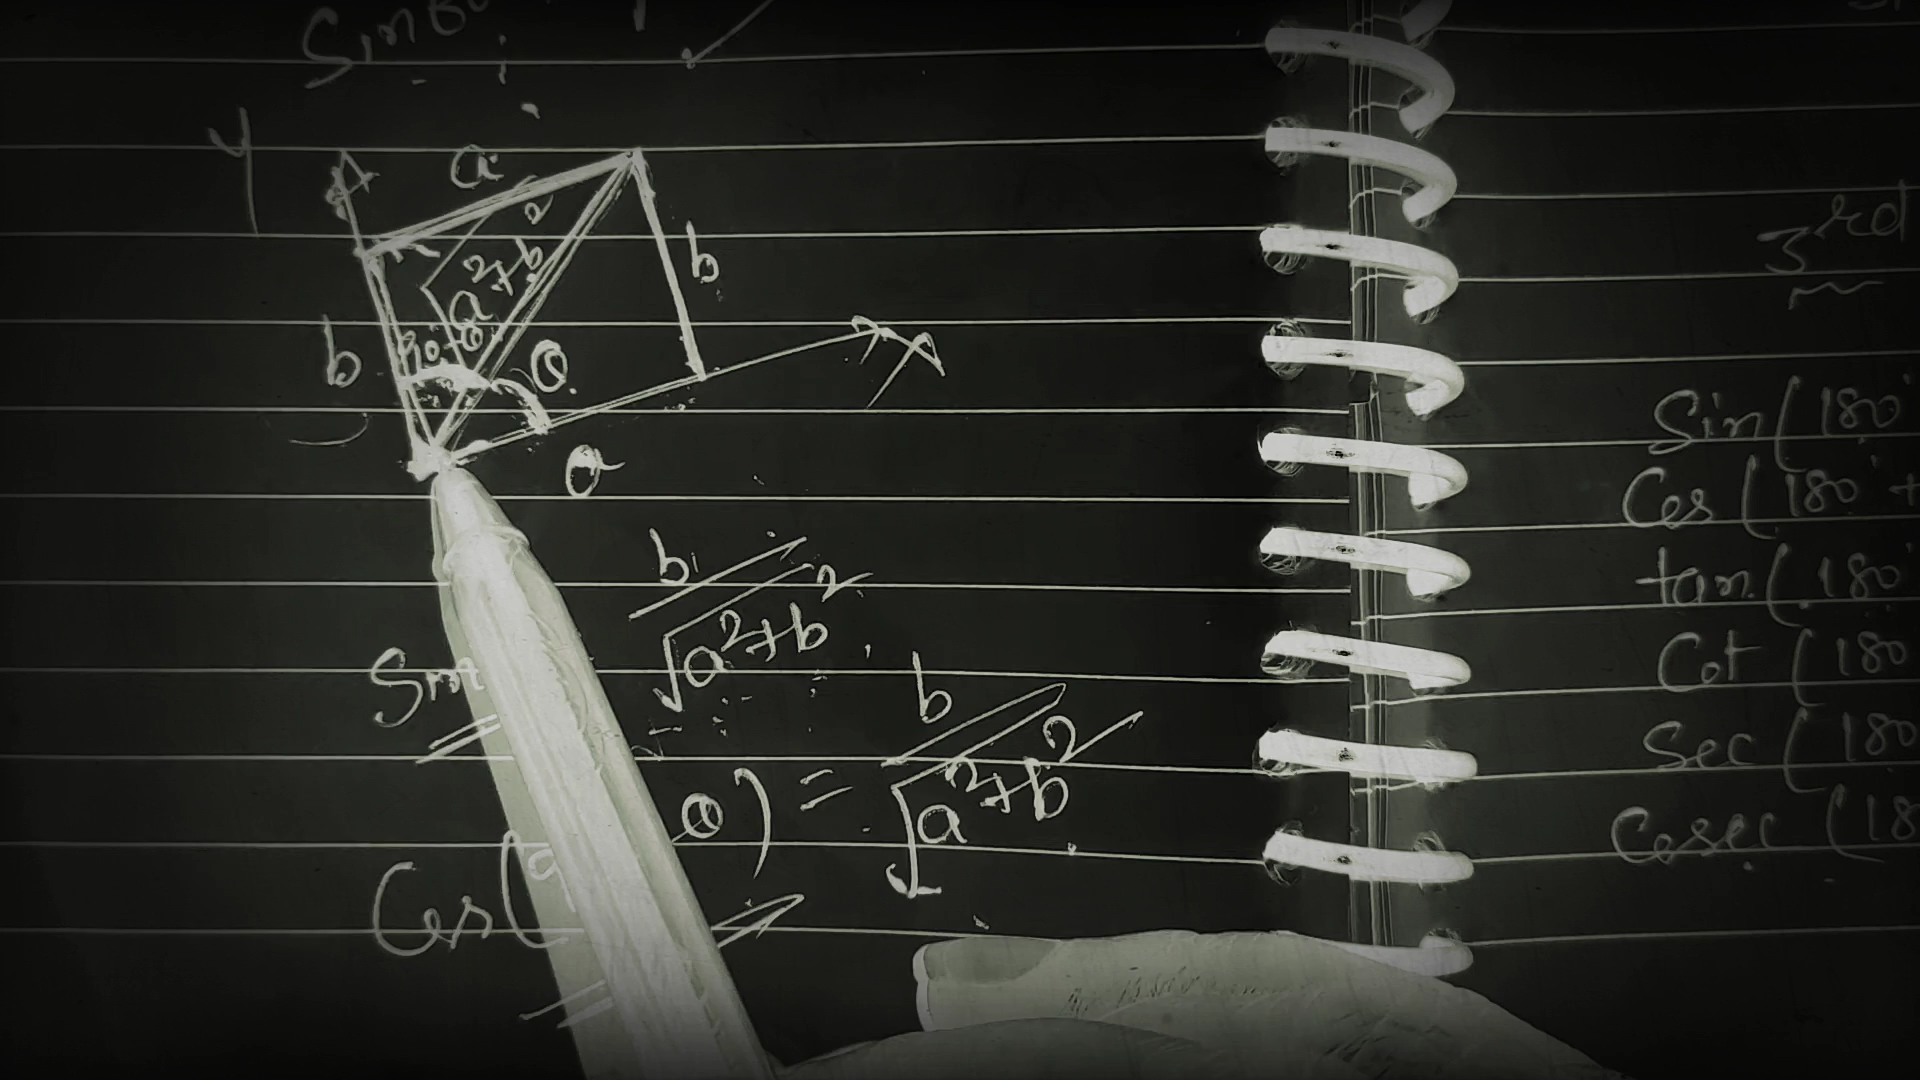 Sin
y
a
√a²+b²
b
b
90-θ
θ
a
b
√a²+b²
Sin
b
θ) =
√a²+b²
Cos(9
3rd
Sin (180
Cos (180 +
tan (180
Cot (180
Sec (180
Cosec (18